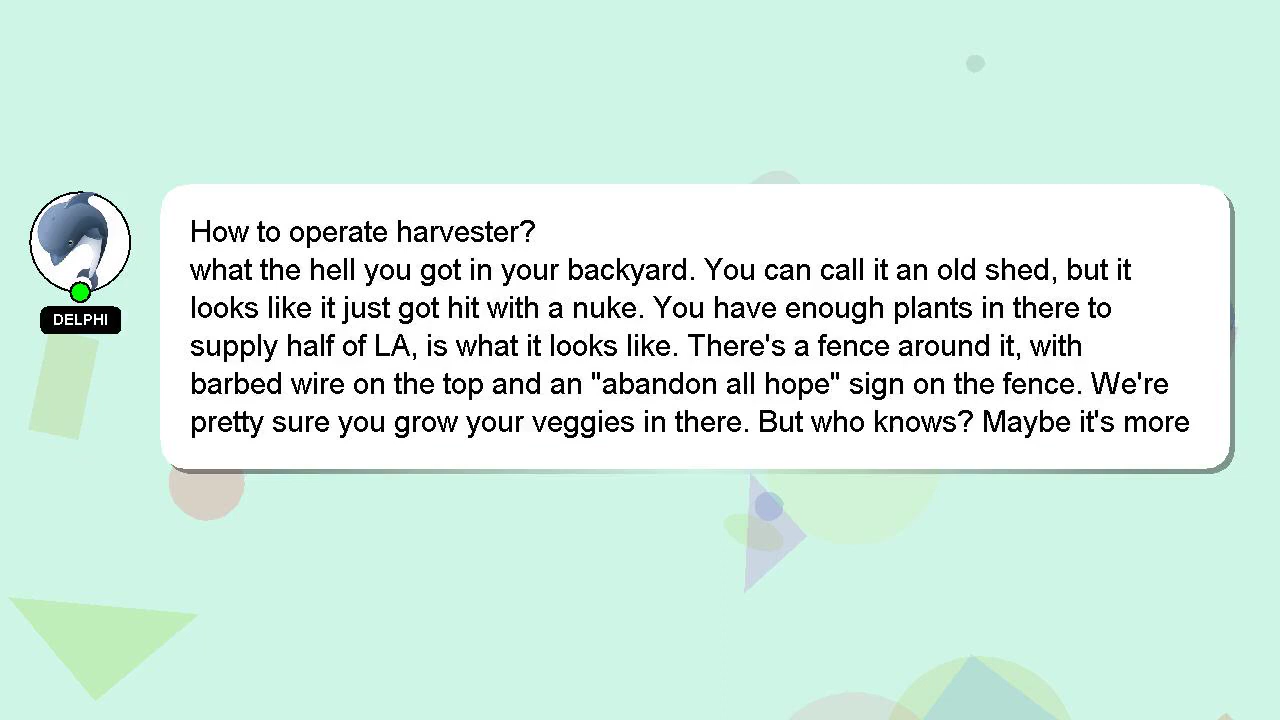 How to operate harvester?
what the hell you got in your backyard. You can call it an old shed, but it
looks like it just got hit with a nuke. You have enough plants in there to
supply half of LA, is what it looks like. There's a fence around it, with
barbed wire on the top and an "abandon all hope" sign on the fence. We're
pretty sure you grow your veggies in there. But who knows? Maybe it's more
DELPHI